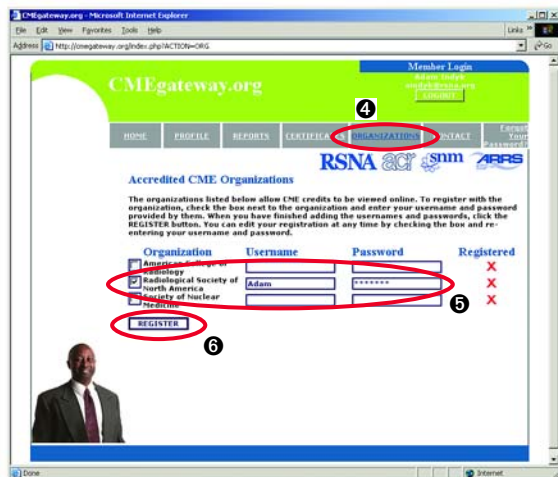 CMEgateway.org - Microsoft Internet Explorer
File Edit View Favorites Tools Help
Links
Address http://cmegateway.org/index.php?ACTION=ORG
Go
CMEgateway.org
Member Login
Adam Indyk
LOGOUT
4
HOME PROFILE REPORTS CERTIFICATES ORGANIZATIONS CONTACT Forgot Your Password?
RSNA acr snm ARRS
Accredited CME Organizations
The organizations listed below allow CME credits to be viewed online. To register with the
organization, check the box next to the organization and enter your username and password
provided by them. When you have finished adding the usernames and passwords, click the
REGISTER button. You can edit your registration at any time by checking the box and re-
entering your username and password.
Organization Username Password Registered
American College of
Radiology X
Radiological Society of
North America Adam ******* X
Society of Nuclear
Medicine X
5
REGISTER
6
Done
Internet